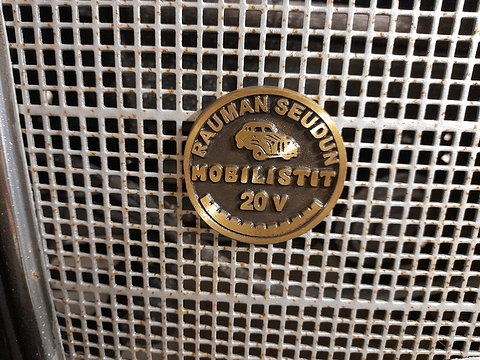 RAUMAN SEUDUN
MOBILISTIT
20 V